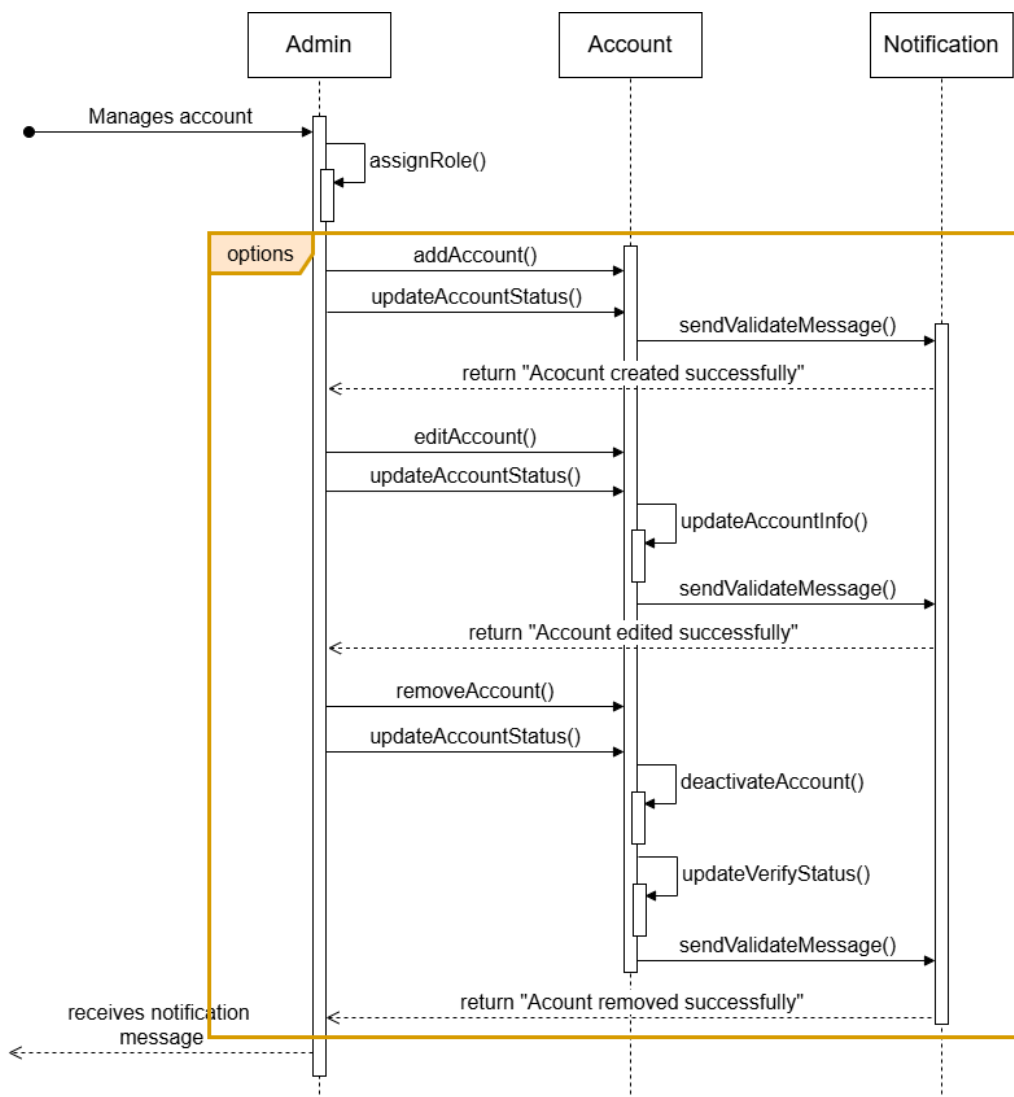 Admin
Account
Notification
Manages account
assignRole()
options
addAccount()
updateAccountStatus()
sendValidateMessage()
return "Acocunt created successfully"
editAccount()
updateAccountStatus()
updateAccountInfo()
sendValidateMessage()
return "Account edited successfully"
removeAccount()
updateAccountStatus()
deactivateAccount()
updateVerifyStatus()
sendValidateMessage()
return "Acount removed successfully"
receives notification
message